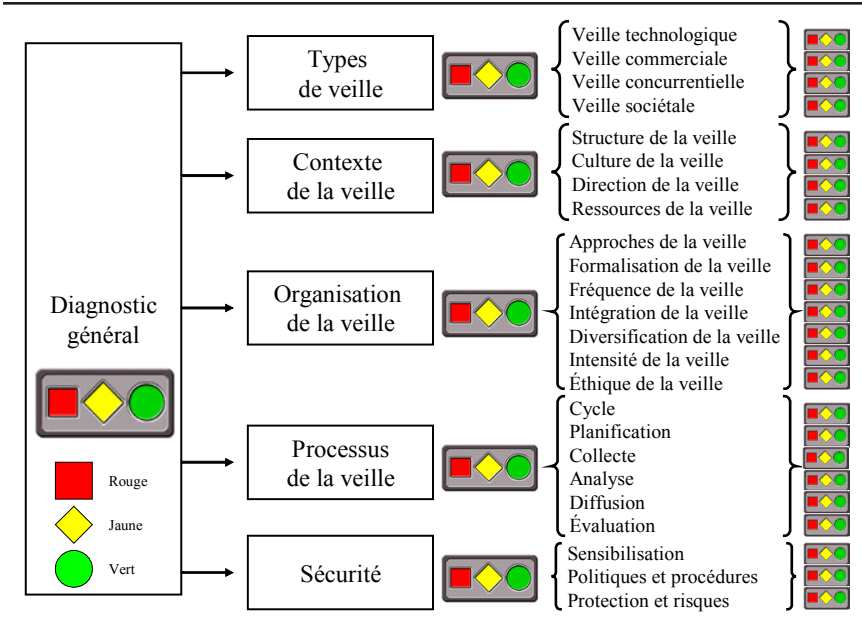 Diagnostic
général
Rouge
Jaune
Vert
Types
de veille
Veille technologique
Veille commerciale
Veille concurrentielle
Veille sociétale
Contexte
de la veille
Structure de la veille
Culture de la veille
Direction de la veille
Ressources de la veille
Organisation
de la veille
Approches de la veille
Formalisation de la veille
Fréquence de la veille
Intégration de la veille
Diversification de la veille
Intensité de la veille
Éthique de la veille
Processus
de la veille
Cycle
Planification
Collecte
Analyse
Diffusion
Évaluation
Sécurité
Sensibilisation
Politiques et procédures
Protection et risques